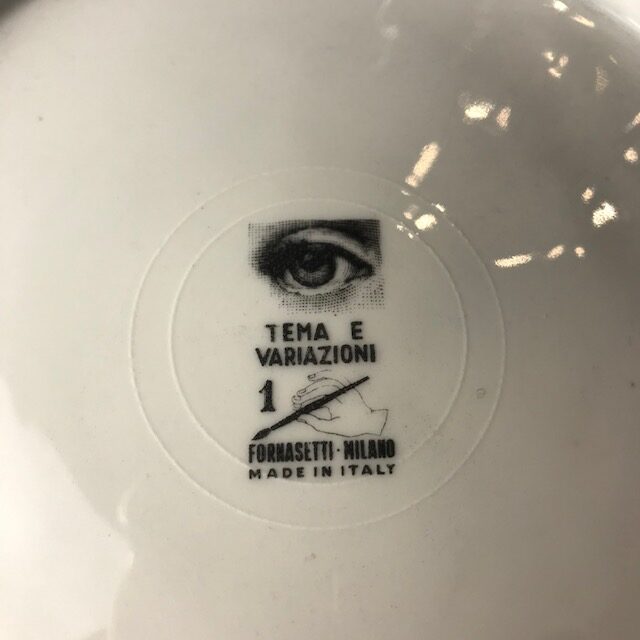 TEMA E
VARIAZIONI
1
FORNASETTI · MILANO
MADE IN ITALY